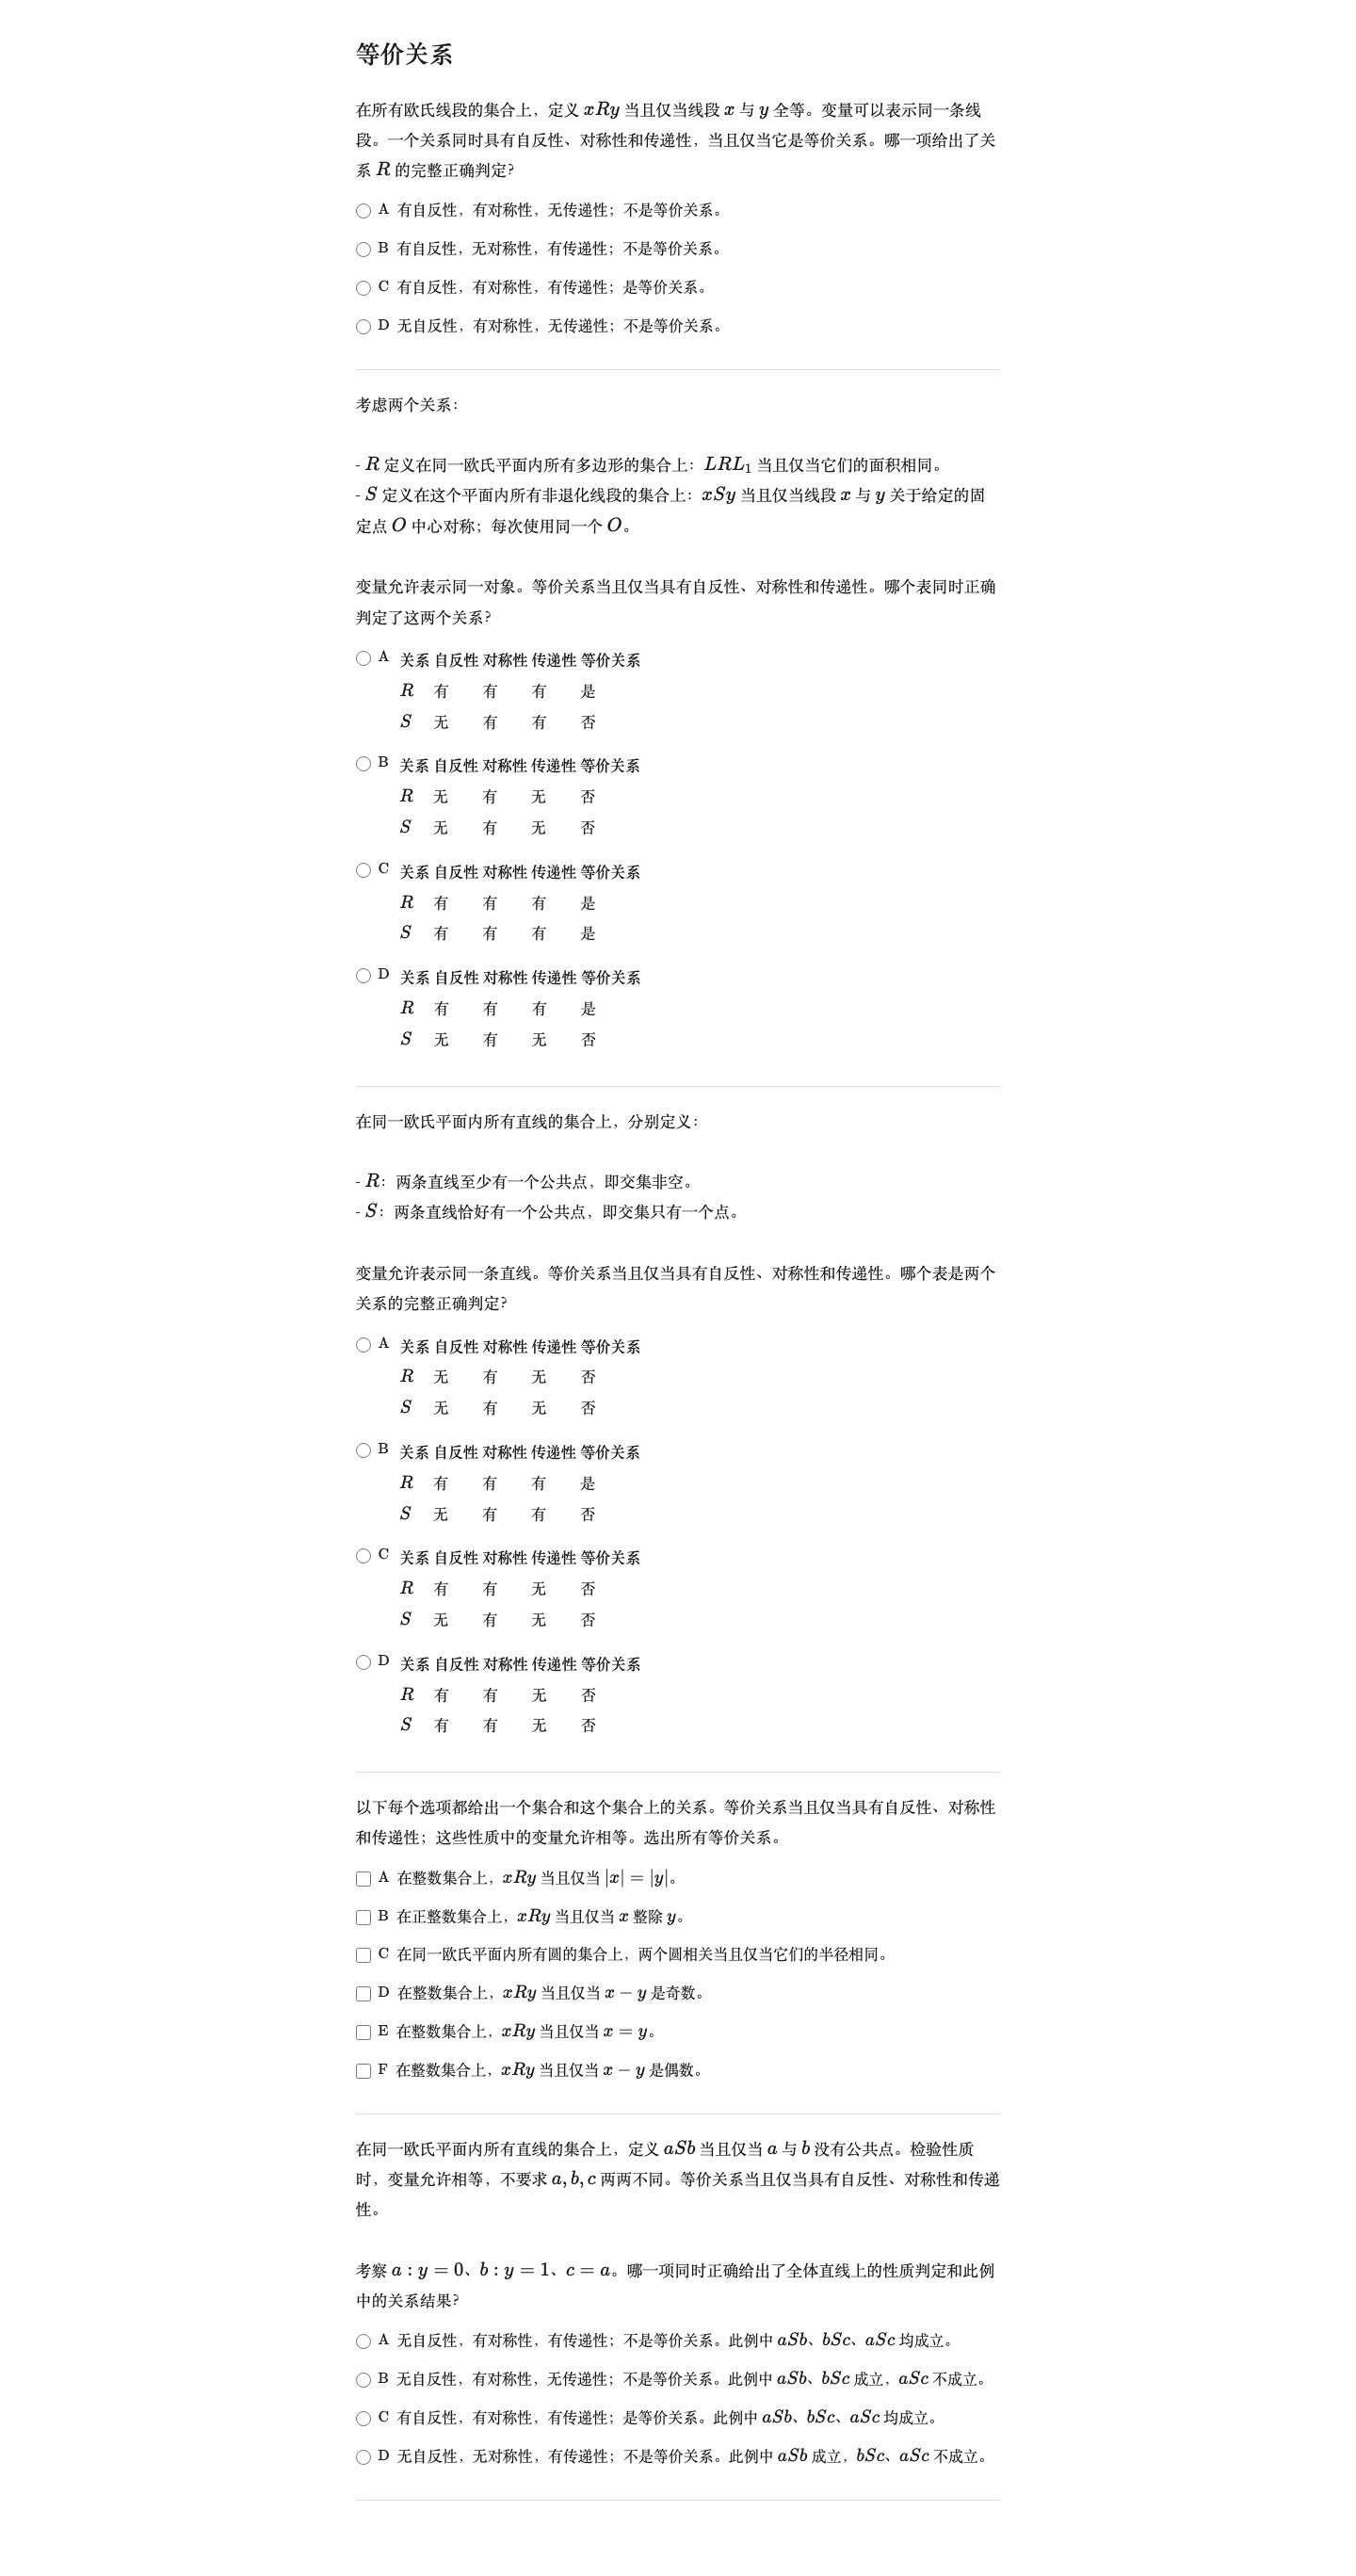 等价关系
在所有欧氏线段的集合上，定义 xRy 当且仅当线段 x 与 y 全等。变量可以表示同一条线
段。一个关系同时具有自反性、对称性和传递性，当且仅当它是等价关系。哪一项给出了关
系 R 的完整正确判定？
A 有自反性，有对称性，无传递性；不是等价关系。
B 有自反性，无对称性，有传递性；不是等价关系。
C 有自反性，有对称性，有传递性；是等价关系。
D 无自反性，有对称性，无传递性；不是等价关系。
考虑两个关系：
- R 定义在同一欧氏平面内所有多边形的集合上：LRL₁ 当且仅当它们的面积相同。
- S 定义在这个平面内所有非退化线段的集合上：xSy 当且仅当线段 x 与 y 关于给定的固
定点 O 中心对称；每次使用同一个 O。
变量允许表示同一对象。等价关系当且仅当具有自反性、对称性和传递性。哪个表同时正确
判定了这两个关系？
A 关系 自反性 对称性 传递性 等价关系
R 有 有 有 是
S 无 有 有 否
B 关系 自反性 对称性 传递性 等价关系
R 无 有 无 否
S 无 有 无 否
C 关系 自反性 对称性 传递性 等价关系
R 有 有 有 是
S 有 有 有 是
D 关系 自反性 对称性 传递性 等价关系
R 有 有 有 是
S 无 有 无 否
在同一欧氏平面内所有直线的集合上，分别定义：
- R：两条直线至少有一个公共点，即交集非空。
- S：两条直线恰好有一个公共点，即交集只有一个点。
变量允许表示同一条直线。等价关系当且仅当具有自反性、对称性和传递性。哪个表是两个
关系的完整正确判定？
A 关系 自反性 对称性 传递性 等价关系
R 无 有 无 否
S 无 有 无 否
B 关系 自反性 对称性 传递性 等价关系
R 有 有 有 是
S 无 有 有 否
C 关系 自反性 对称性 传递性 等价关系
R 有 有 无 否
S 无 有 无 否
D 关系 自反性 对称性 传递性 等价关系
R 有 有 无 否
S 有 有 无 否
以下每个选项都给出一个集合和这个集合上的关系。等价关系当且仅当具有自反性、对称性
和传递性；这些性质中的变量允许相等。选出所有等价关系。
A 在整数集合上，xRy 当且仅当 |x| = |y|。
B 在正整数集合上，xRy 当且仅当 x 整除 y。
C 在同一欧氏平面内所有圆的集合上，两个圆相关当且仅当它们的半径相同。
D 在整数集合上，xRy 当且仅当 x − y 是奇数。
E 在整数集合上，xRy 当且仅当 x = y。
F 在整数集合上，xRy 当且仅当 x − y 是偶数。
在同一欧氏平面内所有直线的集合上，定义 aSb 当且仅当 a 与 b 没有公共点。检验性质
时，变量允许相等，不要求 a, b, c 两两不同。等价关系当且仅当具有自反性、对称性和传递
性。
考察 a : y = 0、b : y = 1、c = a。哪一项同时正确给出了全体直线上的性质判定和此例
中的关系结果？
A 无自反性，有对称性，有传递性；不是等价关系。此例中 aSb、bSc、aSc 均成立。
B 无自反性，有对称性，无传递性；不是等价关系。此例中 aSb、bSc 成立，aSc 不成立。
C 有自反性，有对称性，有传递性；是等价关系。此例中 aSb、bSc、aSc 均成立。
D 无自反性，无对称性，有传递性；不是等价关系。此例中 aSb 成立，bSc、aSc 不成立。